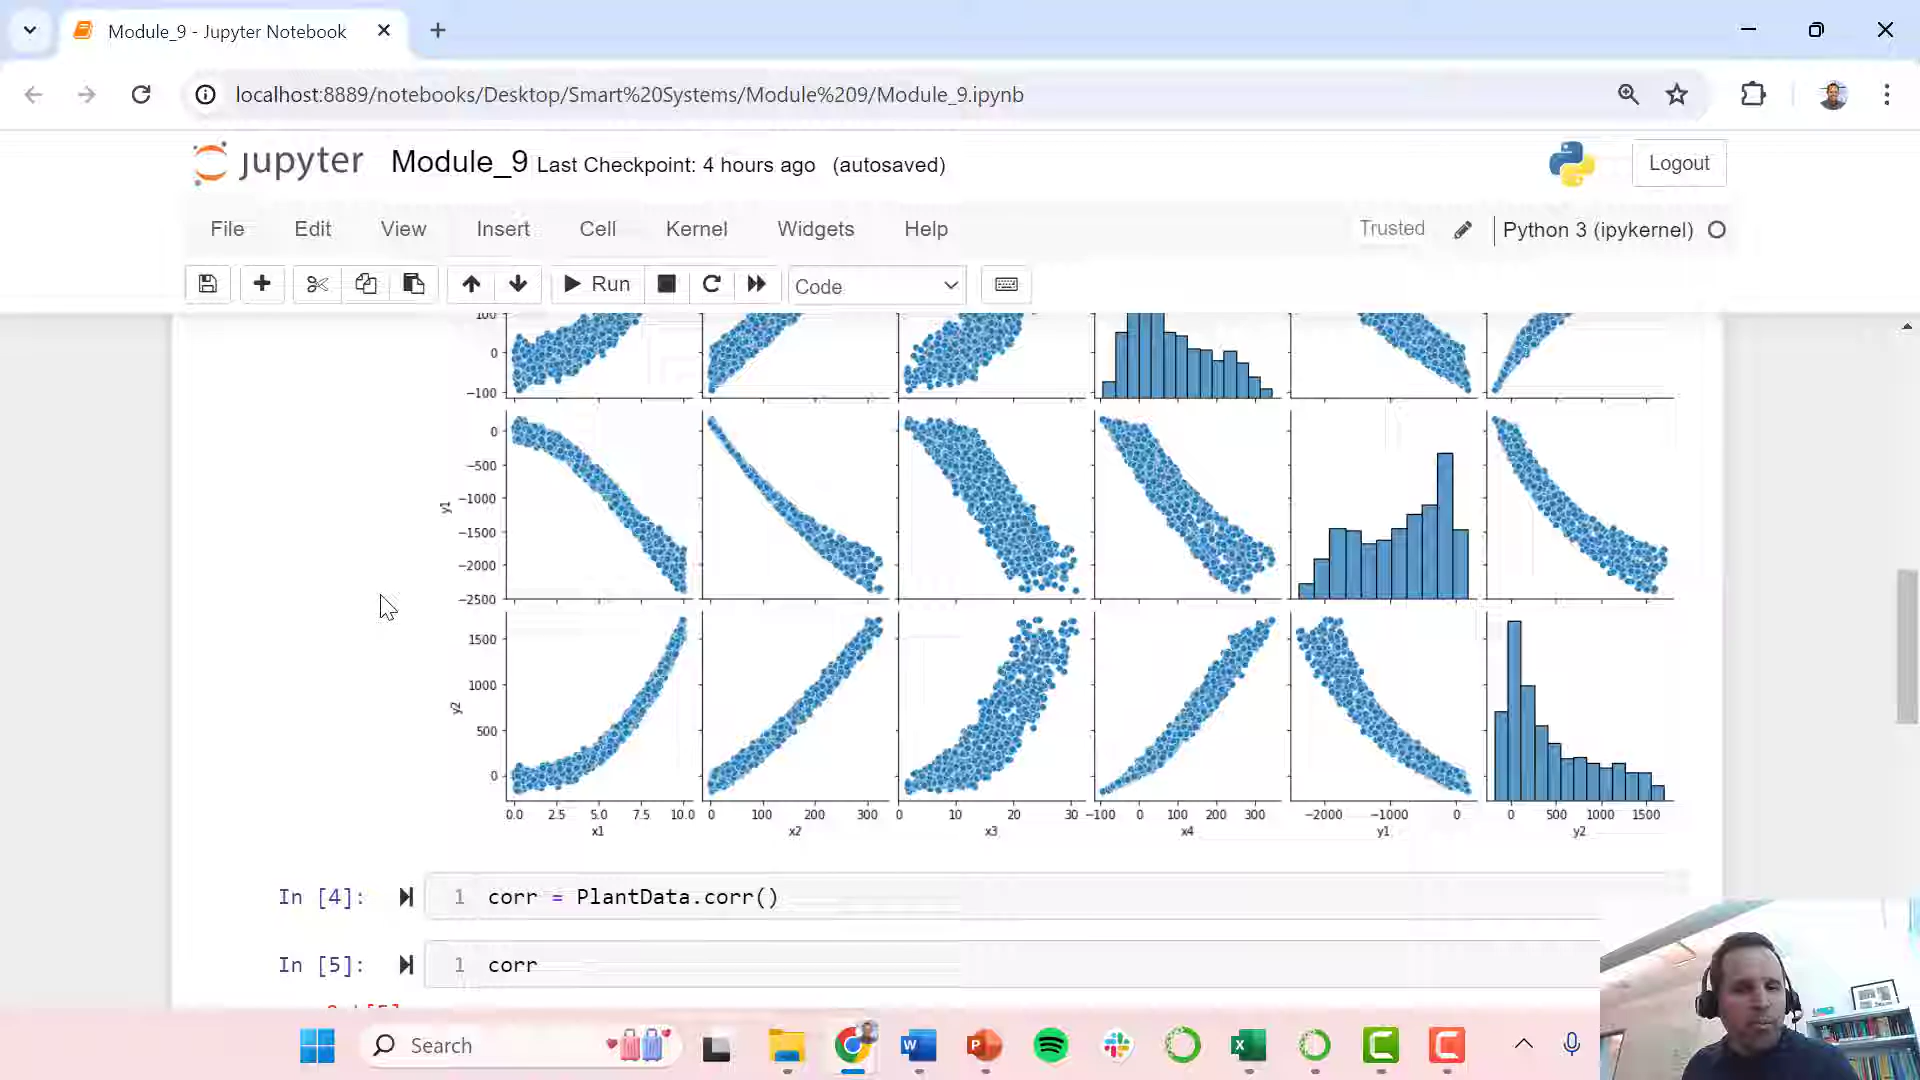 Module_9 - Jupyter Notebook
localhost:8889/notebooks/Desktop/Smart%20Systems/Module%209/Module_9.ipynb
jupyter Module_9 Last Checkpoint: 4 hours ago (autosaved)
Logout
File Edit View Insert Cell Kernel Widgets Help Trusted Python 3 (ipykernel)
Run Code
100
0
−100
0
−500
−1000
y1
−1500
−2000
−2500
1500
1000
y2
500
0
0.0 2.5 5.0 7.5 10.0 0 100 200 300 0 10 20 30 −100 0 100 200 300 −2000 −1000 0 0 500 1000 1500
x1 x2 x3 x4 y1 y2
In [4]: 1 corr = PlantData.corr()
In [5]: 1 corr
Search